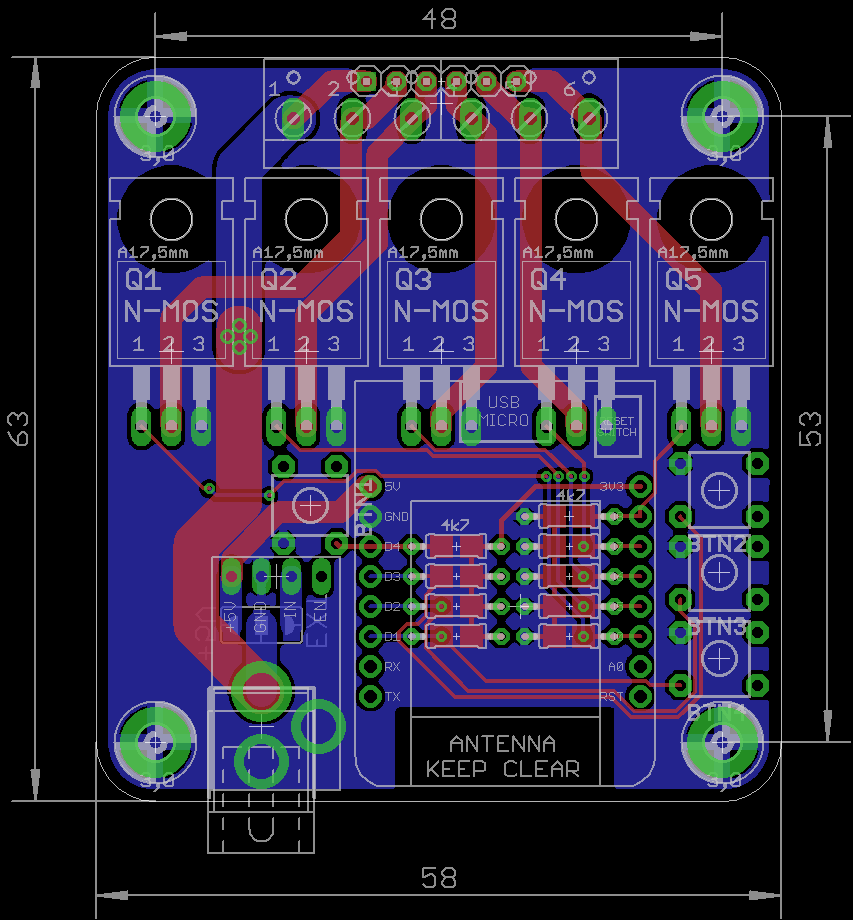 48
1 2 3 4 5 6
3,0 3,0
A17,5mm A17,5mm A17,5mm A17,5mm A17,5mm
Q1 Q2 Q3 Q4 Q5
N-MOS N-MOS N-MOS N-MOS N-MOS
1 2 3 1 2 3 1 2 3 1 2 3 1 2 3
63
53
USB
MICRO
RESET
SWITCH
BTN1
5V 4k7 3V3
GND 4k7
D4
BTN2
D3
D2
D1
BTN3
+5V GND IN EN
RX A0
TX RST
BTN4
ANTENNA
KEEP CLEAR
3,0 3,0
58